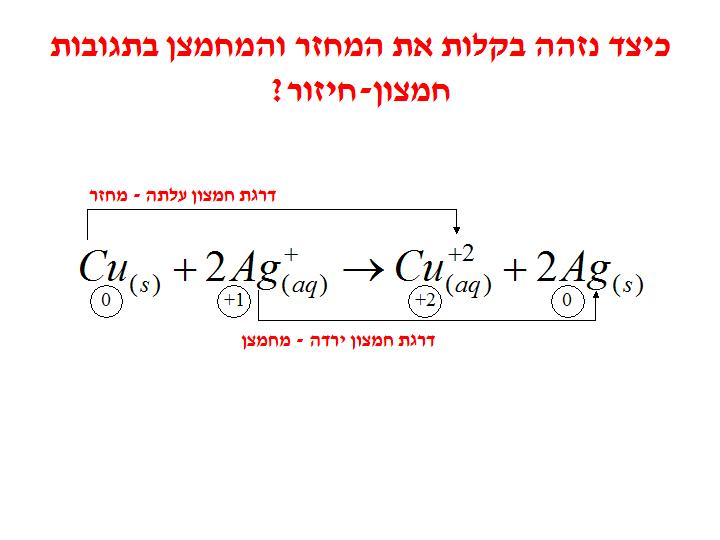 כיצד נזהה בקלות את המחזר והמחמצן בתגובות
חמצון-חיזור?
דרגת חמצון עלתה - מחזר
Cu(s) + 2Ag+(aq) → Cu+2(aq) + 2Ag(s)
0 +1 +2 0
דרגת חמצון ירדה - מחמצן